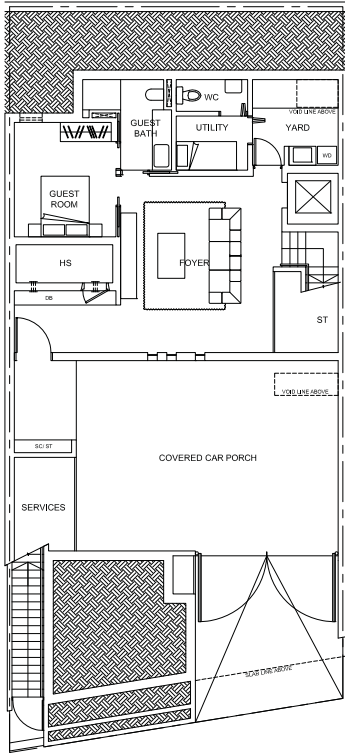 WC
VOID LINE ABOVE
GUEST
BATH
UTILITY
YARD
WD
GUEST
ROOM
HS
FOYER
DB
ST
VOID LINE ABOVE
SC/ ST
COVERED CAR PORCH
SERVICES
SLAB LINE ABOVE